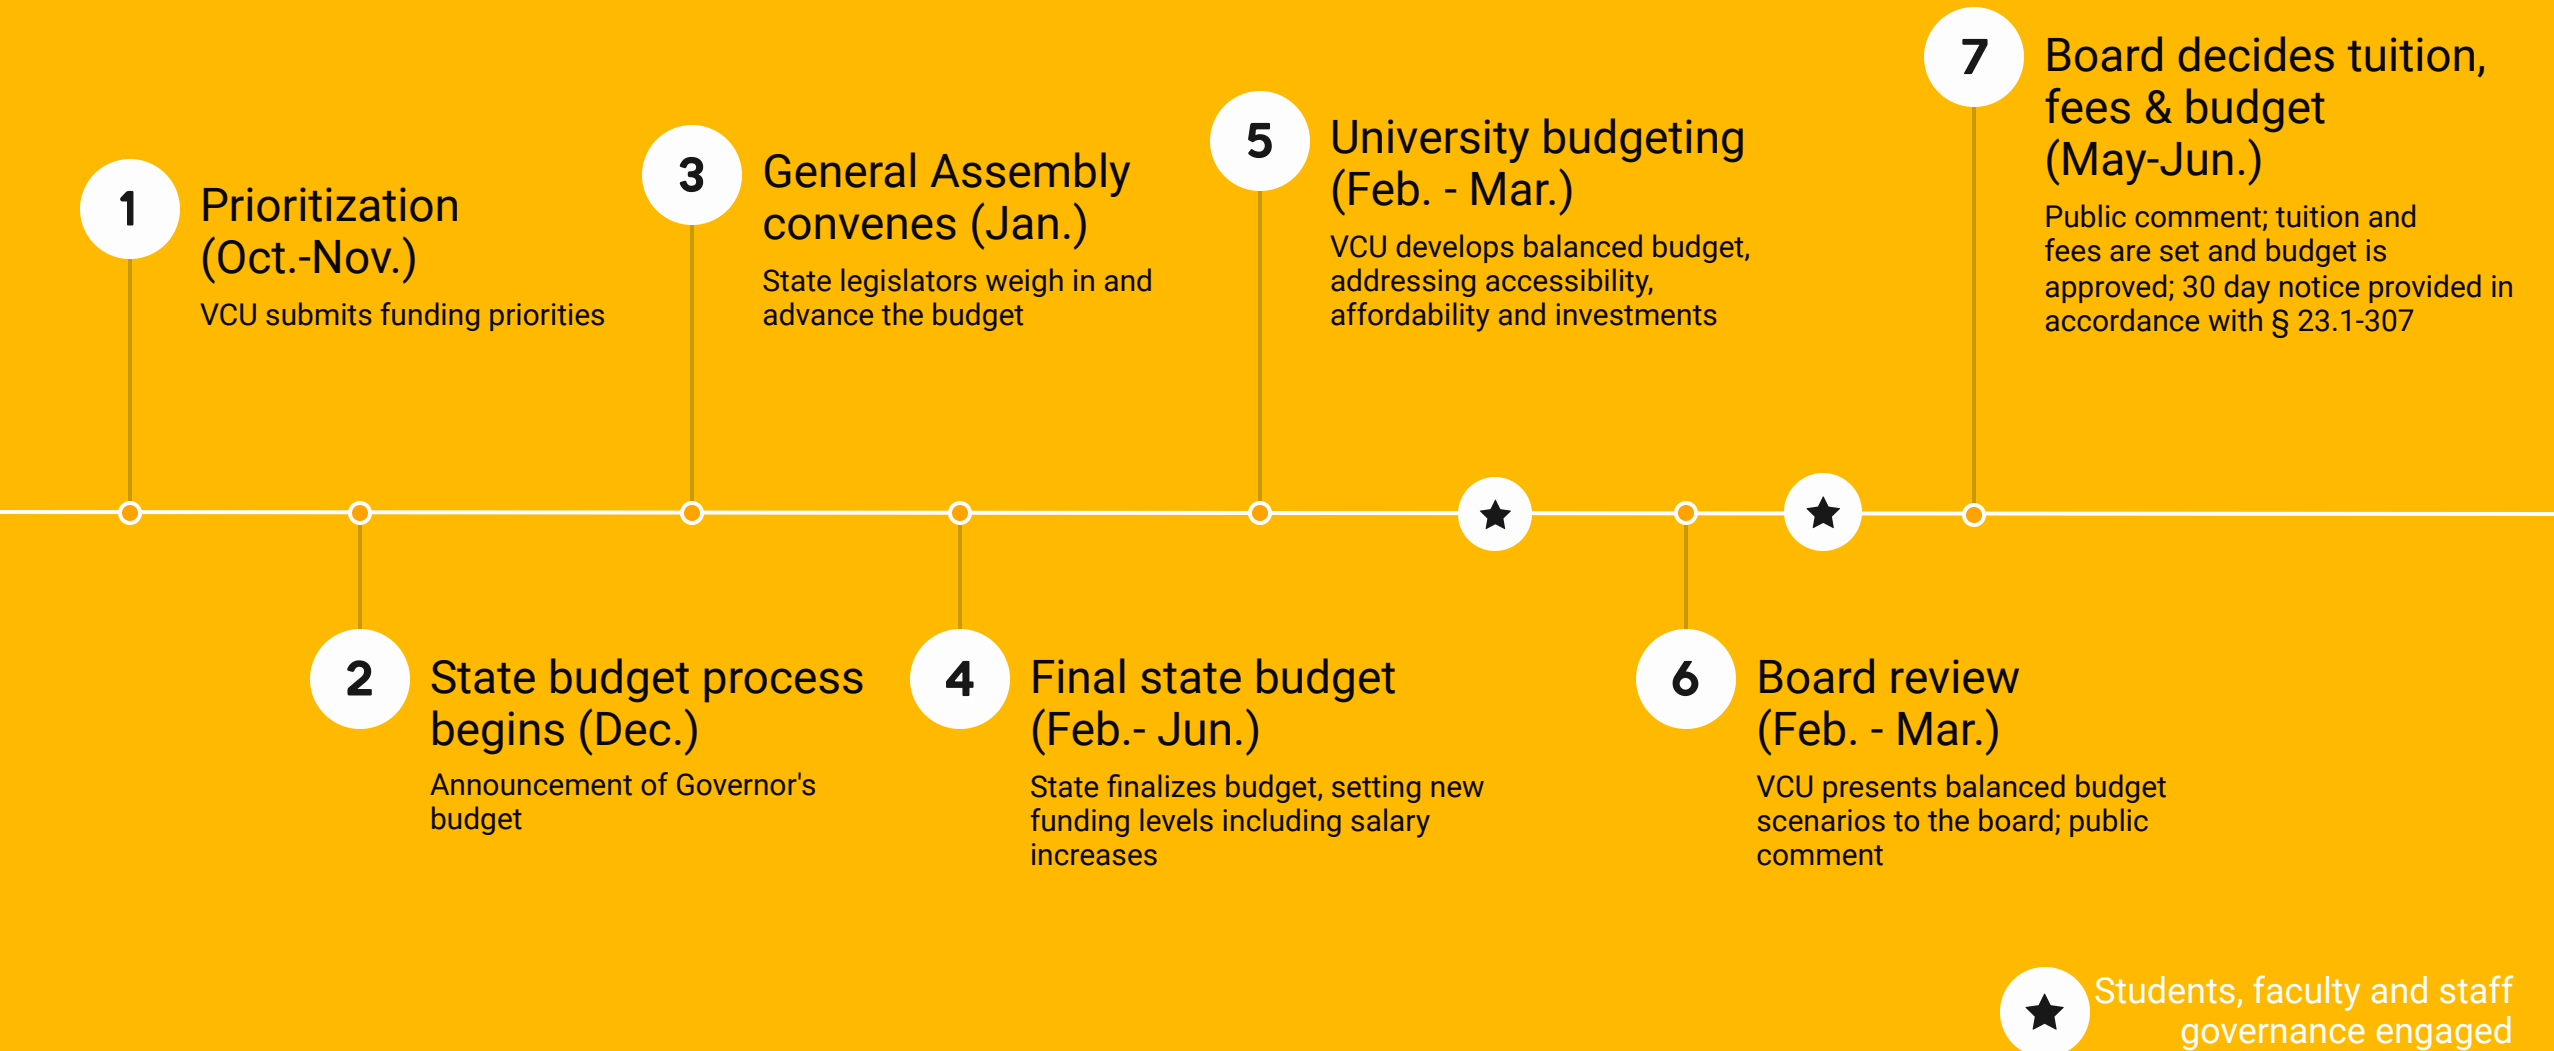 1
Prioritization
(Oct.-Nov.)
VCU submits funding priorities
2
State budget process
begins (Dec.)
Announcement of Governor's
budget
3
General Assembly
convenes (Jan.)
State legislators weigh in and
advance the budget
4
Final state budget
(Feb.- Jun.)
State finalizes budget, setting new
funding levels including salary
increases
5
University budgeting
(Feb. - Mar.)
VCU develops balanced budget,
addressing accessibility,
affordability and investments
6
Board review
(Feb. - Mar.)
VCU presents balanced budget
scenarios to the board; public
comment
7
Board decides tuition,
fees & budget
(May-Jun.)
Public comment; tuition and
fees are set and budget is
approved; 30 day notice provided in
accordance with § 23.1-307
Students, faculty and staff
governance engaged